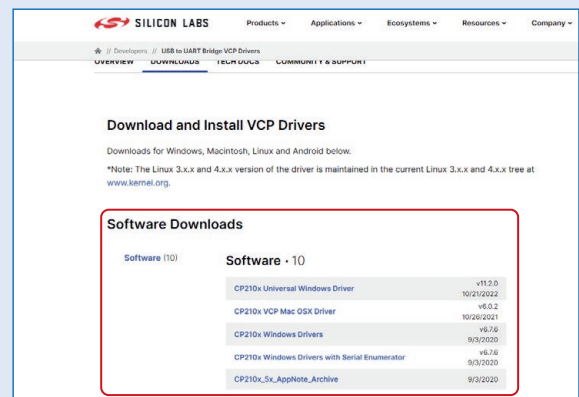 SILICON LABS
Products Applications Ecosystems Resources Company
// Developers // USB to UART Bridge VCP Drivers
OVERVIEW DOWNLOADS TECH DOCS COMMUNITY & SUPPORT
Download and Install VCP Drivers
Downloads for Windows, Macintosh, Linux and Android below.
*Note: The Linux 3.x.x and 4.x.x version of the driver is maintained in the current Linux 3.x.x and 4.x.x tree at
www.kernel.org.
Software Downloads
Software (10)
Software • 10
CP210x Universal Windows Driver v11.2.0
10/21/2022
CP210x VCP Mac OSX Driver v6.0.2
10/26/2021
CP210x Windows Drivers v6.7.6
9/3/2020
CP210x Windows Drivers with Serial Enumerator v6.7.6
9/3/2020
CP210x_5x_AppNote_Archive 9/3/2020